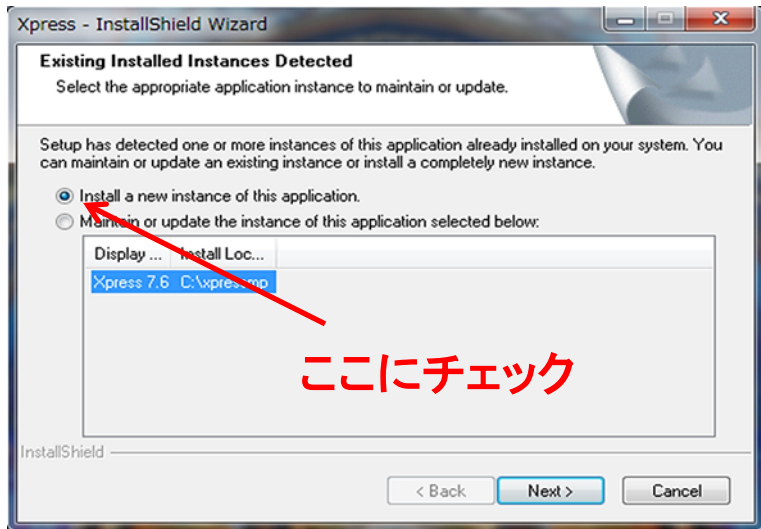 Xpress - InstallShield Wizard
Existing Installed Instances Detected
Select the appropriate application instance to maintain or update.
Setup has detected one or more instances of this application already installed on your system. You
can maintain or update an existing instance or install a completely new instance.
Install a new instance of this application.
Maintain or update the instance of this application selected below:
Display ... Install Loc...
Xpress 7.6 C:\xpressmp
ここにチェック
InstallShield
< Back Next > Cancel